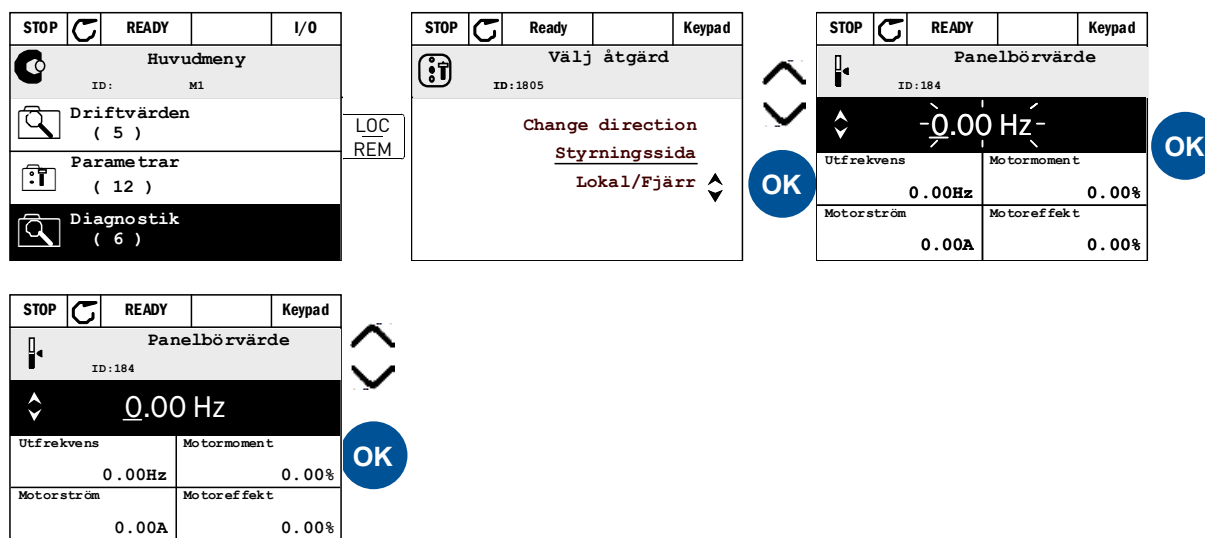 STOP READY I/O
Huvudmeny
ID: M1
Driftvärden
( 5 )
Parametrar
( 12 )
Diagnostik
( 6 )
LOC
REM
STOP Ready Keypad
Välj åtgärd
ID:1805
Change direction
Styrningssida
Lokal/Fjärr
OK
STOP READY Keypad
Panelbörvärde
ID:184
0.00 Hz
Utfrekvens Motormoment
0.00Hz 0.00%
Motorström Motoreffekt
0.00A 0.00%
OK
STOP READY Keypad
Panelbörvärde
ID:184
0.00 Hz
Utfrekvens Motormoment
0.00Hz 0.00%
Motorström Motoreffekt
0.00A 0.00%
OK